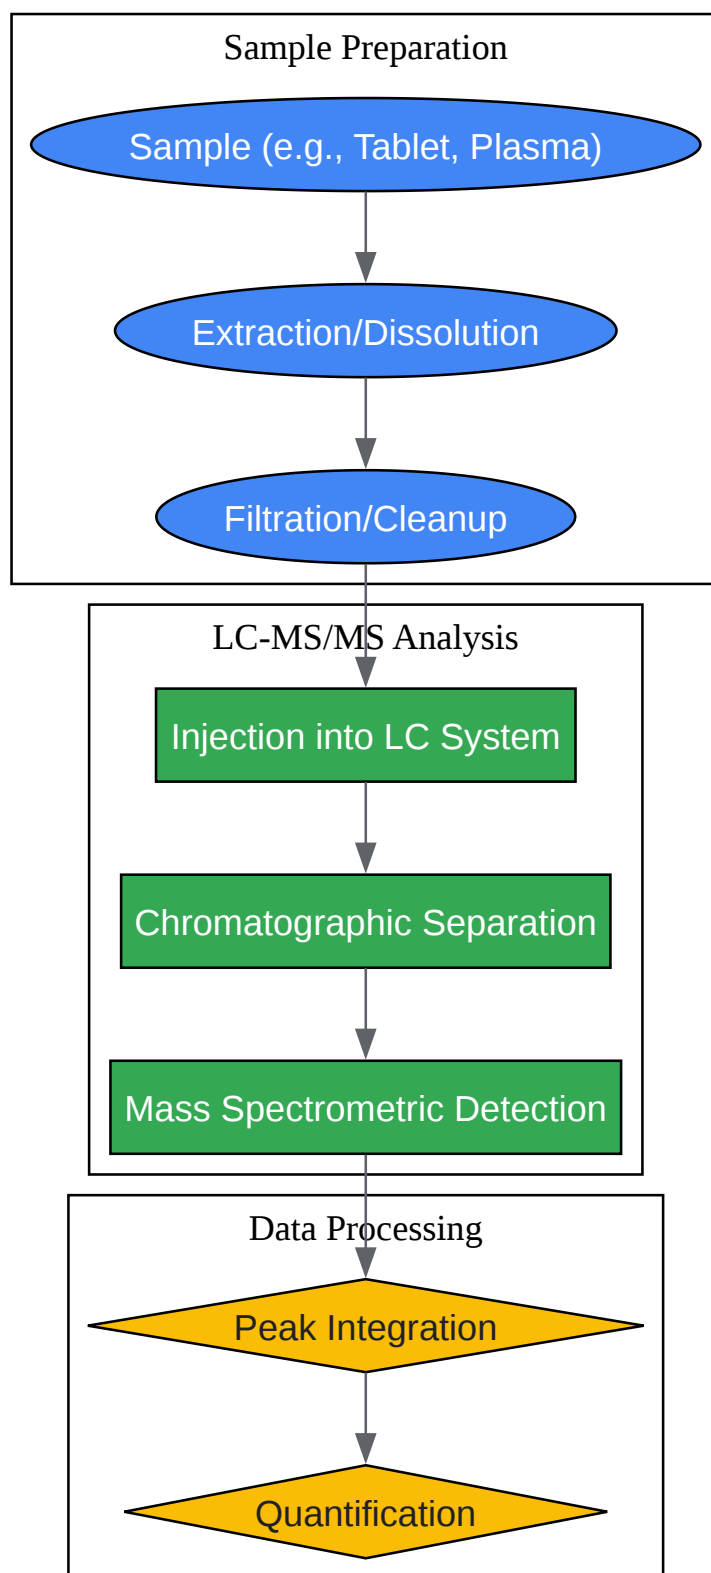 Sample Preparation
Sample (e.g., Tablet, Plasma)
Extraction/Dissolution
Filtration/Cleanup
LC-MS/MS Analysis
Injection into LC System
Chromatographic Separation
Mass Spectrometric Detection
Data Processing
Peak Integration
Quantification